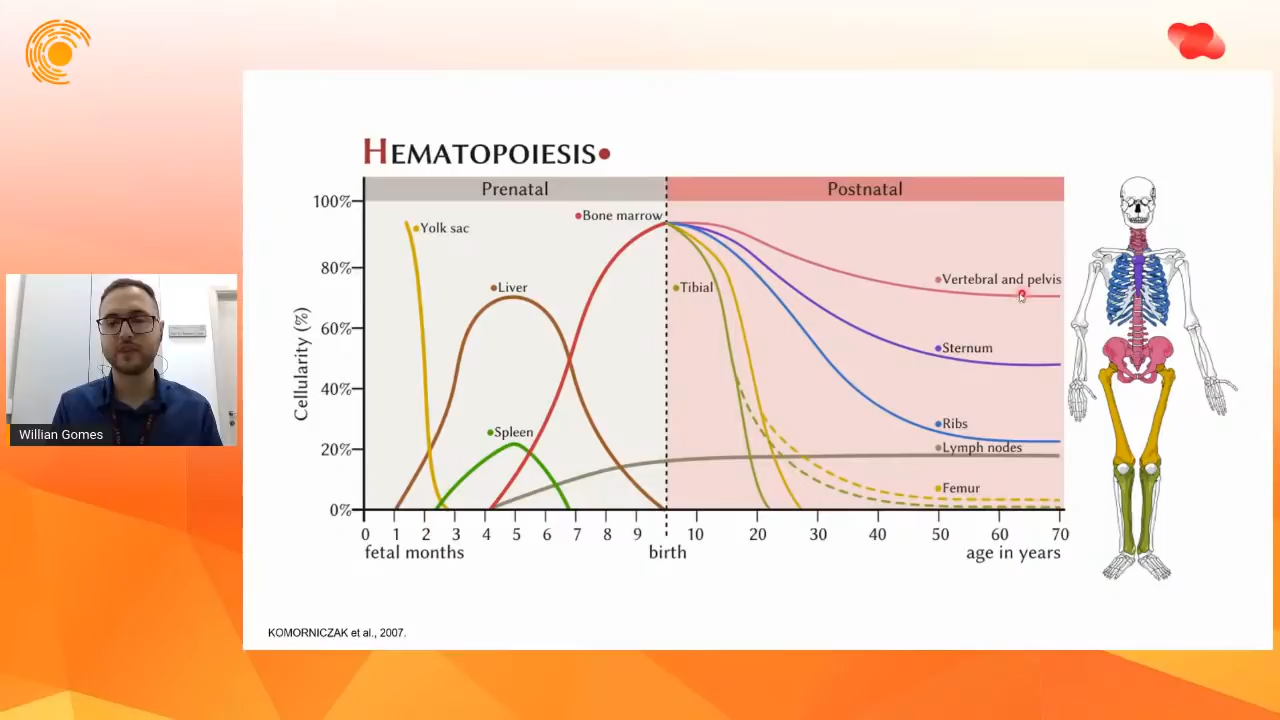 HEMATOPOIESIS
Prenatal
Postnatal
100%
80%
60%
40%
20%
0%
Cellularity (%)
Bone marrow
Yolk sac
Liver
Tibial
Vertebral and pelvis
Sternum
Spleen
Ribs
Lymph nodes
Femur
0 1 2 3 4 5 6 7 8 9 10 20 30 40 50 60 70
fetal months
birth
age in years
Willian Gomes
KOMORNICZAK et al., 2007.